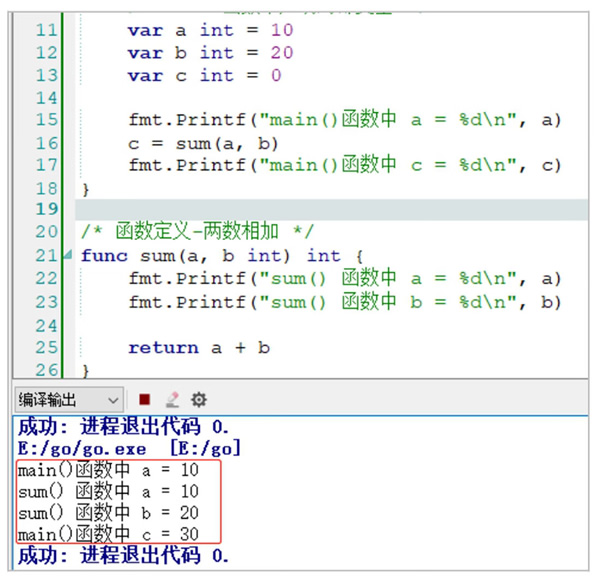 11 var a int = 10
12 var b int = 20
13 var c int = 0
14
15 fmt.Printf("main()函数中 a = %d\n", a)
16 c = sum(a, b)
17 fmt.Printf("main()函数中 c = %d\n", c)
18 }
19
20 /* 函数定义-两数相加 */
21 func sum(a, b int) int {
22 fmt.Printf("sum() 函数中 a = %d\n", a)
23 fmt.Printf("sum() 函数中 b = %d\n", b)
24
25 return a + b
26 }
编译输出
成功: 进程退出代码 0.
E:/go/go.exe [E:/go]
main()函数中 a = 10
sum() 函数中 a = 10
sum() 函数中 b = 20
main()函数中 c = 30
成功: 进程退出代码 0.